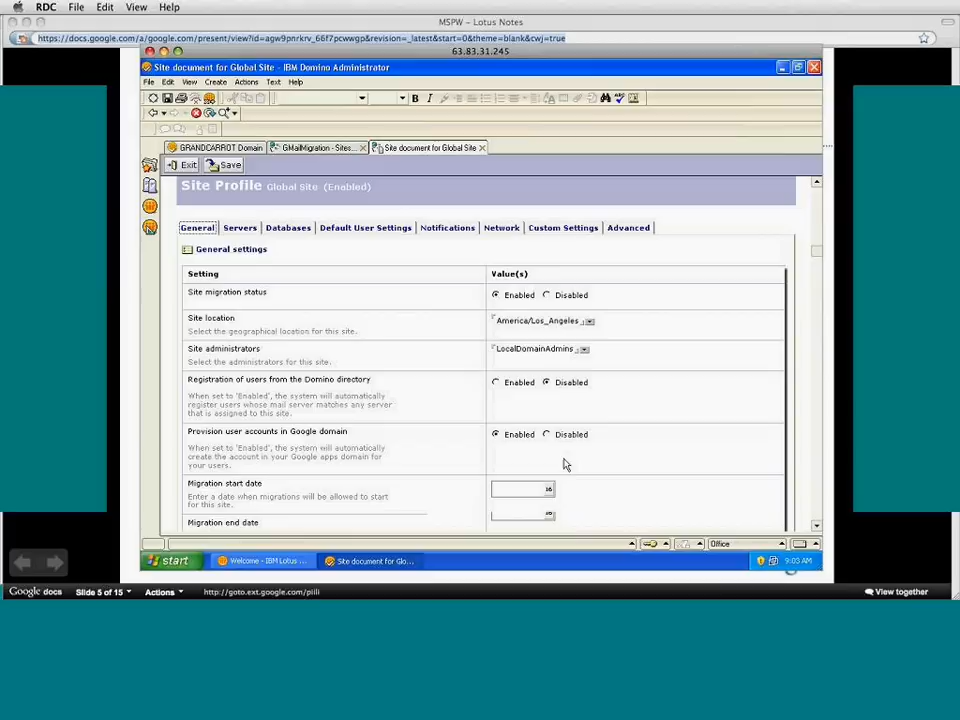 RDC File Edit View Window Help
MSPW - Lotus Notes
https://docs.google.com/a/google.com/present/view?id=agw9pnrkrv_66f7pcwwgp&revision=_latest&start=0&theme=blank&cwj=true
63.83.31.245
Site document for Global Site - IBM Domino Administrator
File Edit View Create Actions Text Help
B I
GRANDCARROT Domain GMailMigration - Sites... Site document for Global Site
Exit Save
Site Profile Global Site (Enabled)
General Servers Databases Default User Settings Notifications Network Custom Settings Advanced
General settings
Setting Value(s)
Site migration status Enabled Disabled
Site location America/Los_Angeles
Select the geographical location for this site.
Site administrators LocalDomainAdmins
Select the administrators for this site.
Registration of users from the Domino directory Enabled Disabled
When set to 'Enabled', the system will automatically
register users whose mail server matches any server
that is assigned to this site.
Provision user accounts in Google domain Enabled Disabled
When set to 'Enabled', the system will automatically
create the account in your Google apps domain for
your users.
Migration start date 16
Enter a date when migrations will be allowed to start
for this site.
Migration end date
Office
start Welcome - IBM Lotus ... Site document for Glo... 9:03 AM
Google docs Slide 5 of 15 Actions http://goto.ext.google.com/piili View together